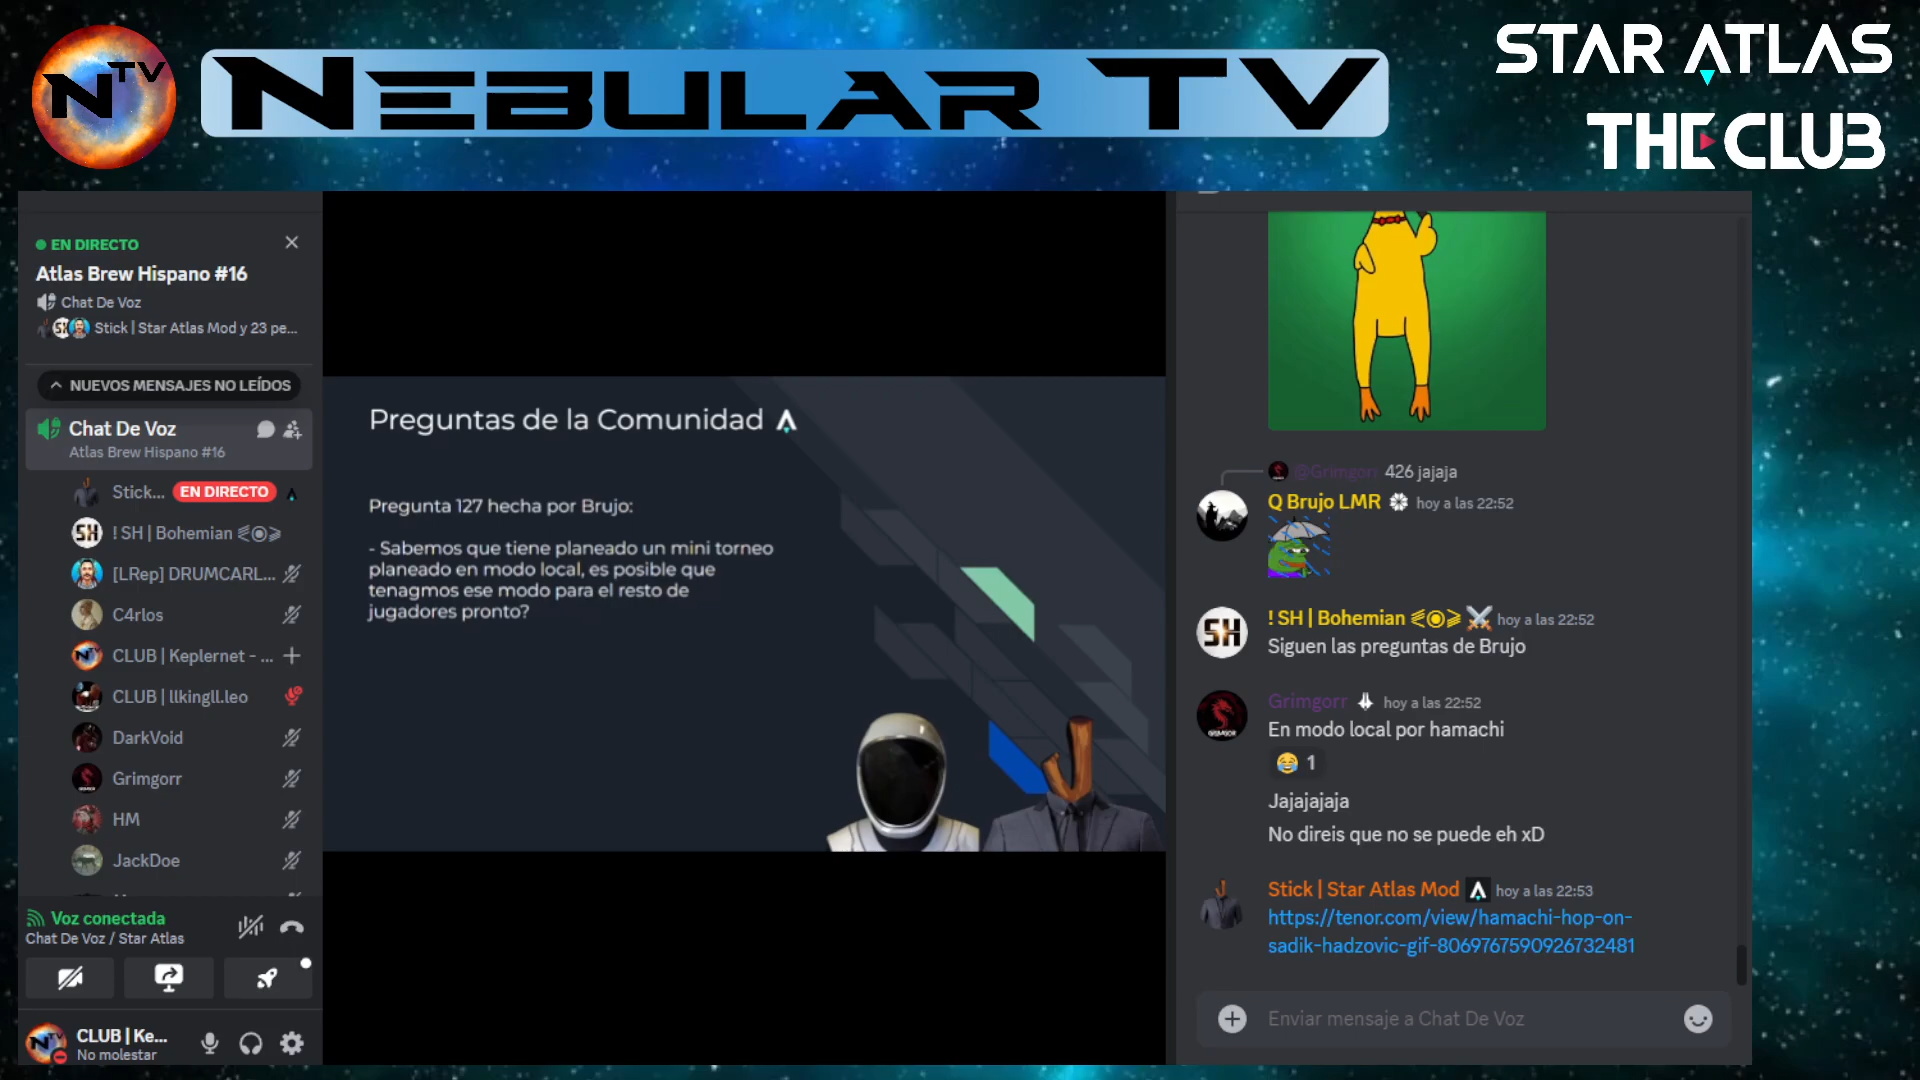 NTV
NEBULAR TV
STAR ATLAS
THE CLUB
EN DIRECTO
Atlas Brew Hispano #16
Chat De Voz
Stick | Star Atlas Mod y 23 pe...
NUEVOS MENSAJES NO LEÍDOS
Chat De Voz
Atlas Brew Hispano #16
Stick... EN DIRECTO
! SH | Bohemian
[LRep] DRUMCARL...
C4rlos
CLUB | Keplernet - ...
CLUB | llkingll.leo
DarkVoid
Grimgorr
HM
JackDoe
Voz conectada
Chat De Voz / Star Atlas
CLUB | Ke...
No molestar
Preguntas de la Comunidad
Pregunta 127 hecha por Brujo:
- Sabemos que tiene planeado un mini torneo
planeado en modo local, es posible que
tenagmos ese modo para el resto de
jugadores pronto?
@Grimgorr 426 jajaja
Q Brujo LMR hoy a las 22:52
! SH | Bohemian hoy a las 22:52
Siguen las preguntas de Brujo
Grimgorr hoy a las 22:52
En modo local por hamachi
1
Jajajajaja
No direis que no se puede eh xD
Stick | Star Atlas Mod hoy a las 22:53
https://tenor.com/view/hamachi-hop-on-
sadik-hadzovic-gif-8069767590926732481
Enviar mensaje a Chat De Voz